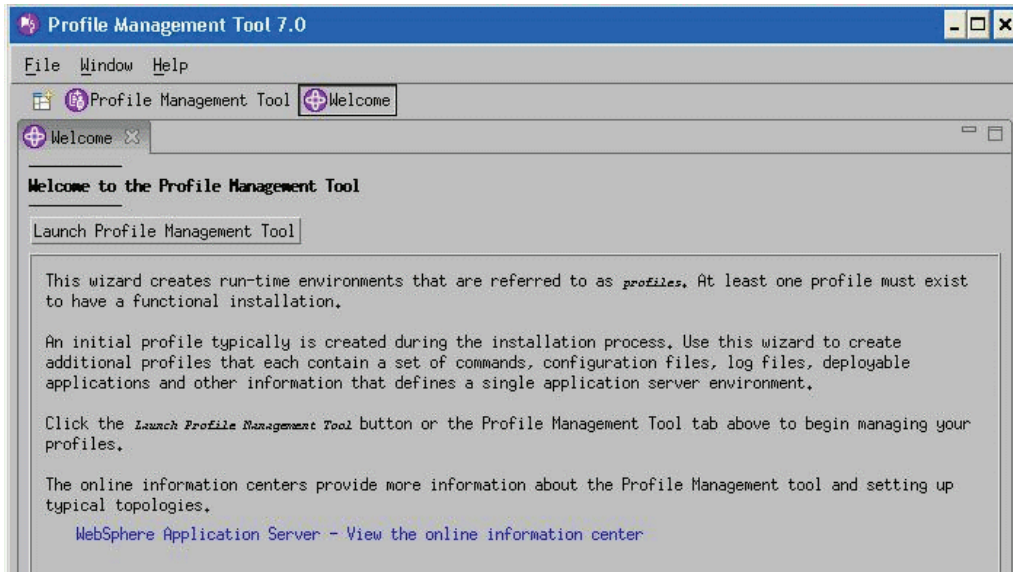 Profile Management Tool 7.0
File Window Help
Profile Management Tool Welcome
Welcome
Welcome to the Profile Management Tool
Launch Profile Management Tool
This wizard creates run-time environments that are referred to as profiles. At least one profile must exist
to have a functional installation.
An initial profile typically is created during the installation process. Use this wizard to create
additional profiles that each contain a set of commands, configuration files, log files, deployable
applications and other information that defines a single application server environment.
Click the Launch Profile Management Tool button or the Profile Management Tool tab above to begin managing your
profiles.
The online information centers provide more information about the Profile Management tool and setting up
typical topologies.
WebSphere Application Server - View the online information center